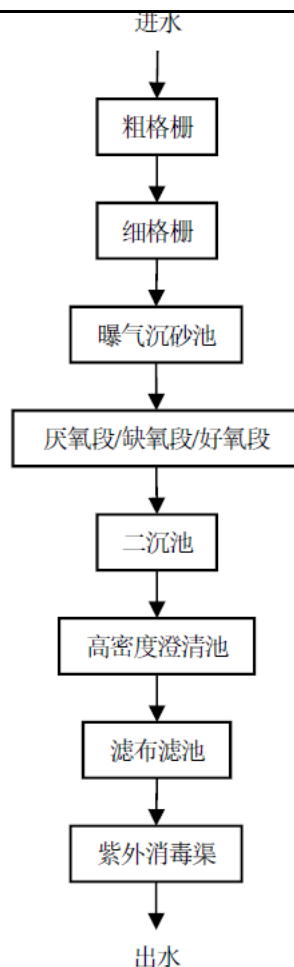 进水
粗格栅
细格栅
曝气沉砂池
厌氧段/缺氧段/好氧段
二沉池
高密度澄清池
滤布滤池
紫外消毒渠
出水